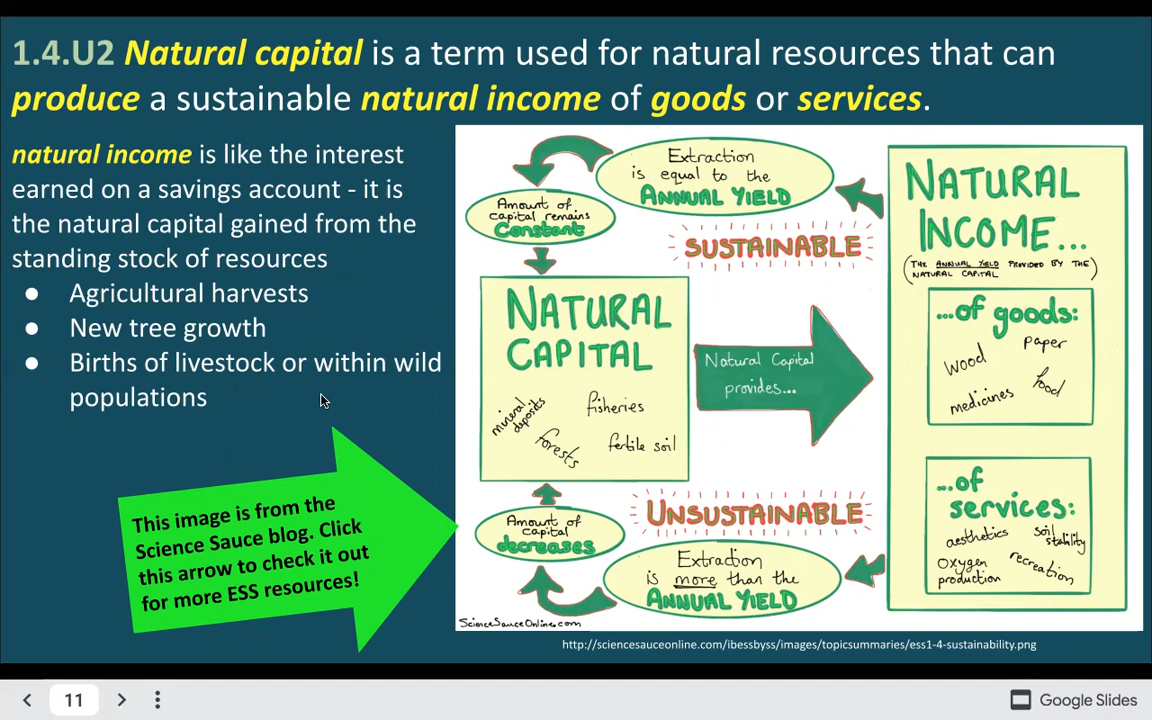 1.4.U2 Natural capital is a term used for natural resources that can
produce a sustainable natural income of goods or services.
natural income is like the interest
earned on a savings account - it is
the natural capital gained from the
standing stock of resources
● Agricultural harvests
● New tree growth
● Births of livestock or within wild
populations
This image is from the
Science Sauce blog. Click
this arrow to check it out
for more ESS resources!
Extraction
is equal to the
ANNUAL YIELD
Amount of
capital remains
Constant
SUSTAINABLE
NATURAL
CAPITAL
mineral
deposits
fisheries
forests
fertile soil
Natural Capital
provides...
NATURAL
INCOME...
(THE ANNUAL YIELD PROVIDED BY THE
NATURAL CAPITAL)
...of goods:
wood
paper
medicines
food
...of
services:
aesthetics
soil
stability
oxygen
production
recreation
UNSUSTAINABLE
Amount of
capital
decreases
Extraction
is more than the
ANNUAL YIELD
ScienceSauceOnline.com
http://sciencesauceonline.com/ibessbyss/images/topicsummaries/ess1-4-sustainability.png
11
Google Slides